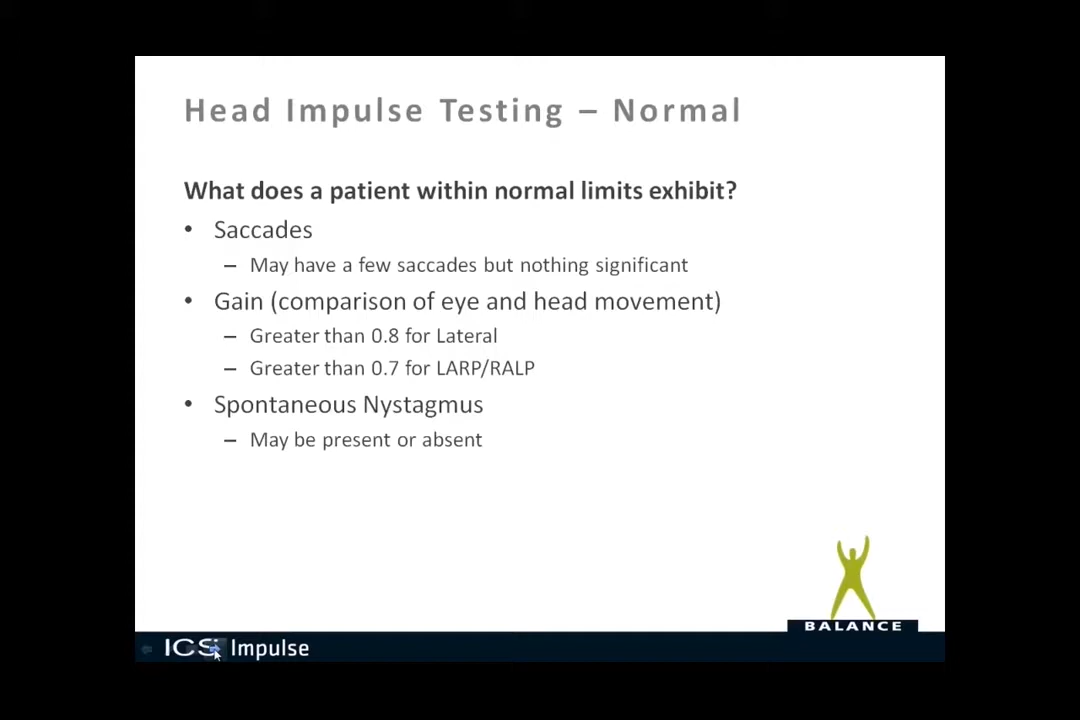 Head Impulse Testing – Normal
What does a patient within normal limits exhibit?
• Saccades
– May have a few saccades but nothing significant
• Gain (comparison of eye and head movement)
– Greater than 0.8 for Lateral
– Greater than 0.7 for LARP/RALP
• Spontaneous Nystagmus
– May be present or absent
BALANCE
ICS Impulse